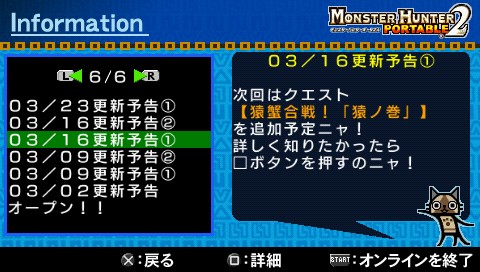 Information
MONSTER HUNTER
PORTABLE 2
L 6/6 R
03／23更新予告①
03／16更新予告②
03／16更新予告①
03／09更新予告②
03／09更新予告①
03／02更新予告
オープン！！
03／16更新予告①
次回はクエスト
【猿蟹合戦！「猿ノ巻」】
を追加予定ニャ！
詳しく知りたかったら
□ボタンを押すのニャ！
×:戻る □:詳細 START:オンラインを終了